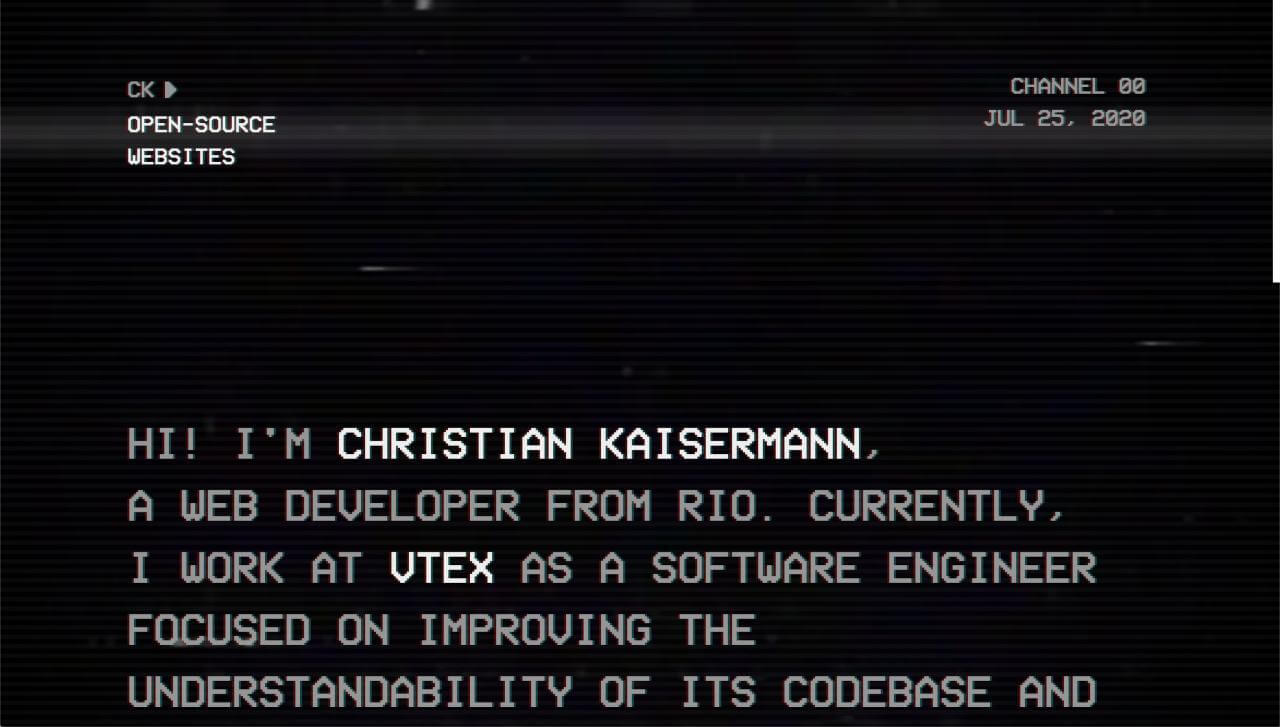 CK
OPEN-SOURCE
WEBSITES
CHANNEL 00
JUL 25, 2020
HI! I'M CHRISTIAN KAISERMANN,
A WEB DEVELOPER FROM RIO. CURRENTLY,
I WORK AT VTEX AS A SOFTWARE ENGINEER
FOCUSED ON IMPROVING THE
UNDERSTANDABILITY OF ITS CODEBASE AND